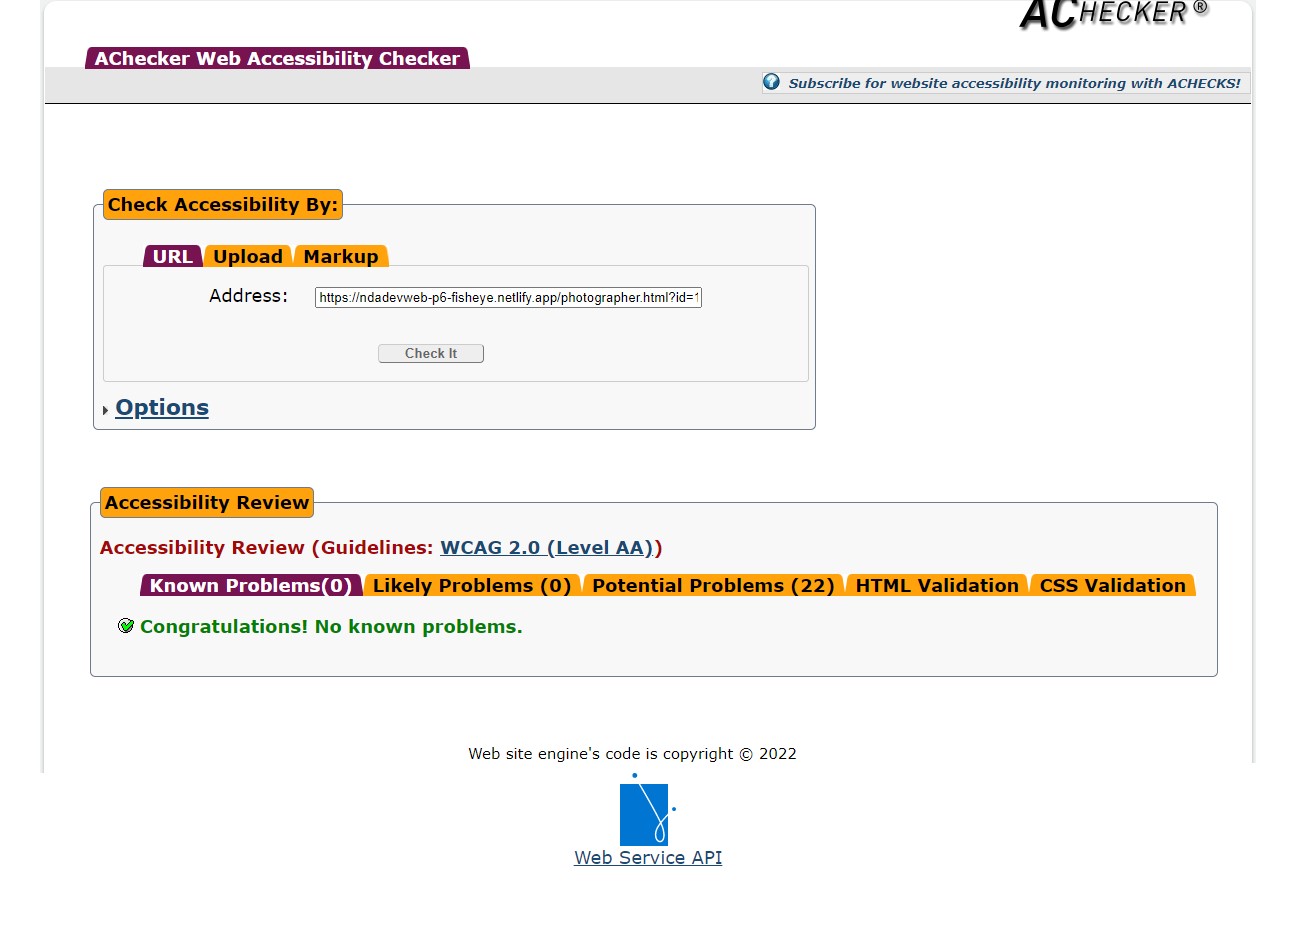 ACHECKER ®
AChecker Web Accessibility Checker
Subscribe for website accessibility monitoring with ACHECKS!
Check Accessibility By:
URL Upload Markup
Address: https://ndadevweb-p6-fisheye.netlify.app/photographer.html?id=1
Check It
Options
Accessibility Review
Accessibility Review (Guidelines: WCAG 2.0 (Level AA))
Known Problems(0) Likely Problems (0) Potential Problems (22) HTML Validation CSS Validation
Congratulations! No known problems.
Web site engine's code is copyright © 2022
Web Service API